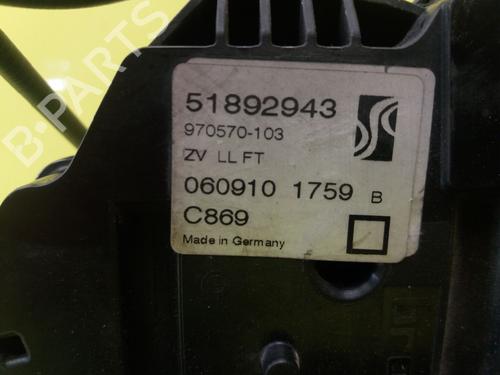 B-PARTS
51892943
970570-103
ZV LL FT
060910 1759 B
C869
Made in Germany